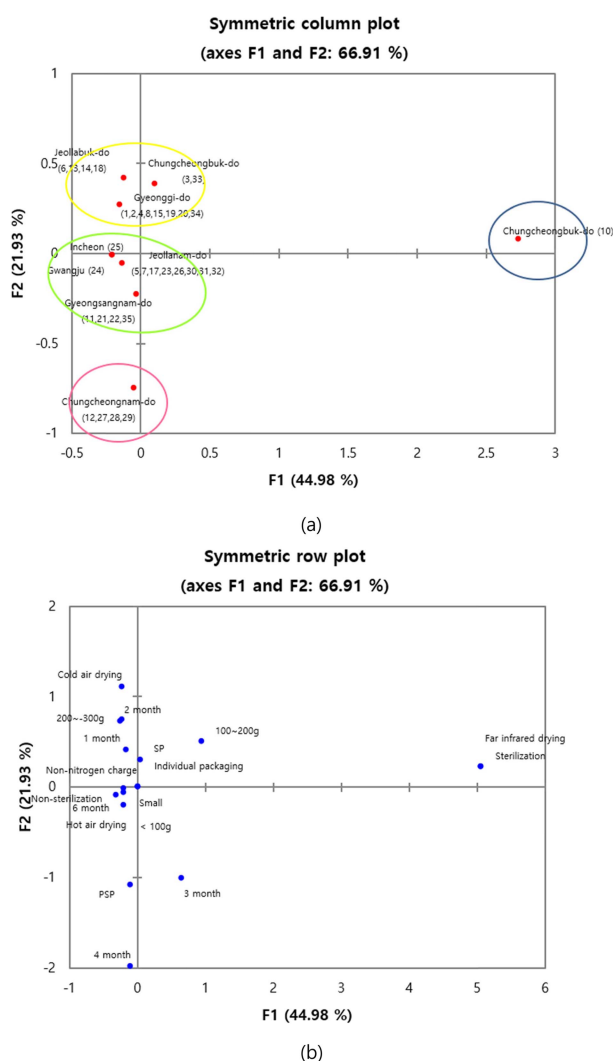 Symmetric column plot
(axes F1 and F2: 66.91 %)
1
Jeollabuk-do
Chungcheongbuk-do
0.5
(6,13,14,18)
(3,33)
Gyeonggi-do
(1,2,4,8,15,19,20,34)
Chungcheongbuk-do (10)
F2 (21.93 %)
0
Incheon (25)
Jeollanam-do
Gwangju (24)
(5,7,17,23,26,30,31,32)
Gyeongsangnam-do
(11,21,22,35)
-0.5
Chungcheongnam-do
(12,27,28,29)
-1
-0.5 0 0.5 1 1.5 2 2.5 3 3.5
F1 (44.98 %)
(a)
Symmetric row plot
(axes F1 and F2: 66.91 %)
2
Cold air drying
1
2 month
200~-300g
100~200g
1 month
SP
Far infrared drying
Individual packaging
Sterilization
Non-nitrogen charge
F2 (21.93 %)
0
Non-sterilization
Small
6 month
Hot air drying
< 100g
-1
PSP
3 month
4 month
-2
-1 0 1 2 3 4 5 6
F1 (44.98 %)
(b)